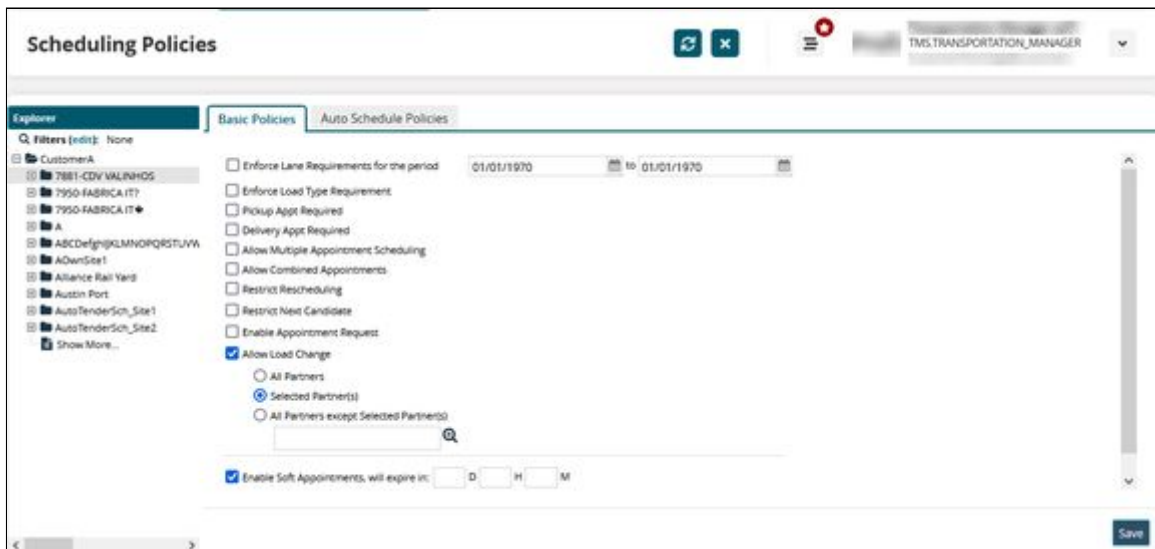 Scheduling Policies
TMS.TRANSPORTATION_MANAGER
Explorer
Filters (edit): None
CustomerA
7881-CDV VALINHOS
7950-FABRICA IT?
7950-FABRICA IT�
A
ABCDefghIJKLMNOPQRSTUVW
AOwnSite1
Alliance Rail Yard
Austin Port
AutoTenderSch_Site1
AutoTenderSch_Site2
Show More...
Basic Policies Auto Schedule Policies
Enforce Lane Requirements for the period 01/01/1970 to 01/01/1970
Enforce Load Type Requirement
Pickup Appt Required
Delivery Appt Required
Allow Multiple Appointment Scheduling
Allow Combined Appointments
Restrict Rescheduling
Restrict Next Candidate
Enable Appointment Request
Allow Load Change
All Partners
Selected Partner(s)
All Partners except Selected Partner(s)
Enable Soft Appointments, will expire in: D H M
Save